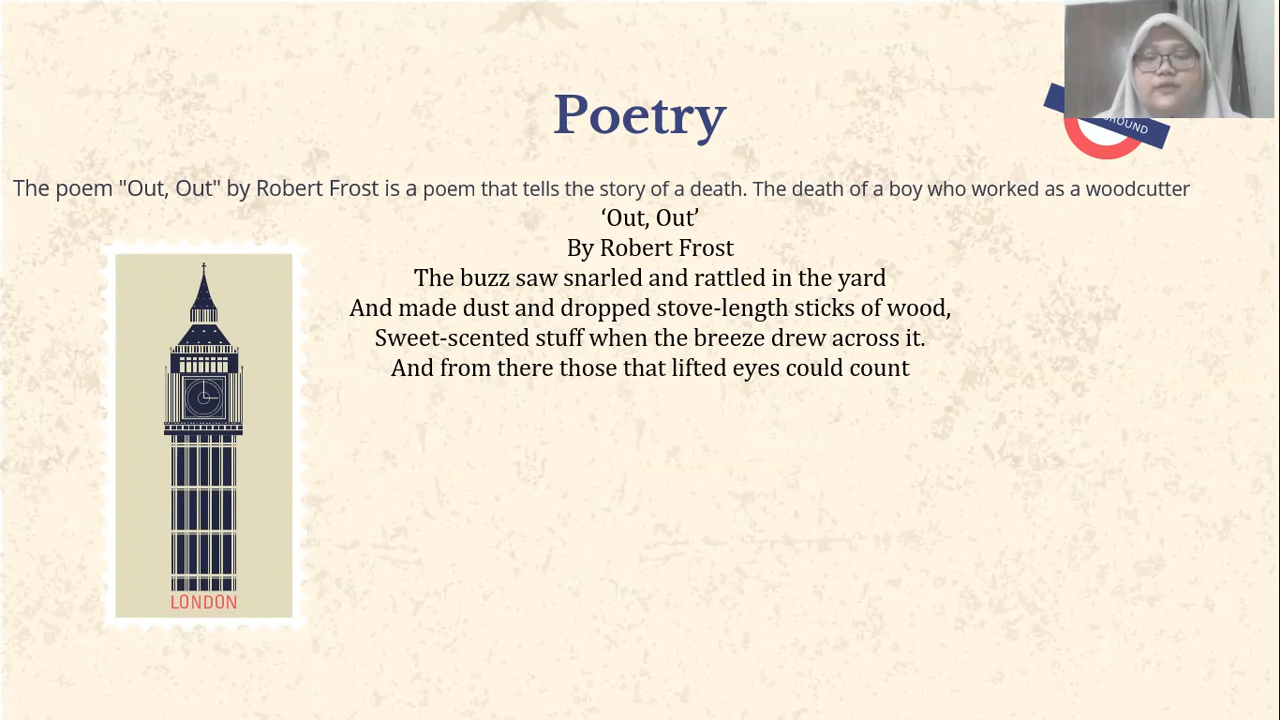 Poetry
GROUND
The poem "Out, Out" by Robert Frost is a poem that tells the story of a death. The death of a boy who worked as a woodcutter
‘Out, Out’
By Robert Frost
The buzz saw snarled and rattled in the yard
And made dust and dropped stove-length sticks of wood,
Sweet-scented stuff when the breeze drew across it.
And from there those that lifted eyes could count
LONDON